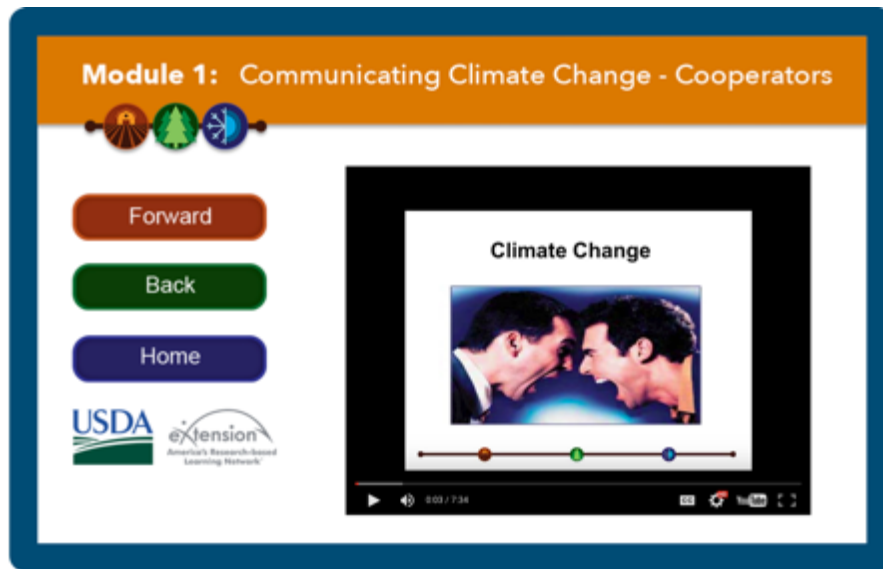 Module 1: Communicating Climate Change - Cooperators
Forward
Back
Home
USDA
eXtension
America's Research-based
Learning Network
Climate Change
0:03 / 7:34
CC
YouTube